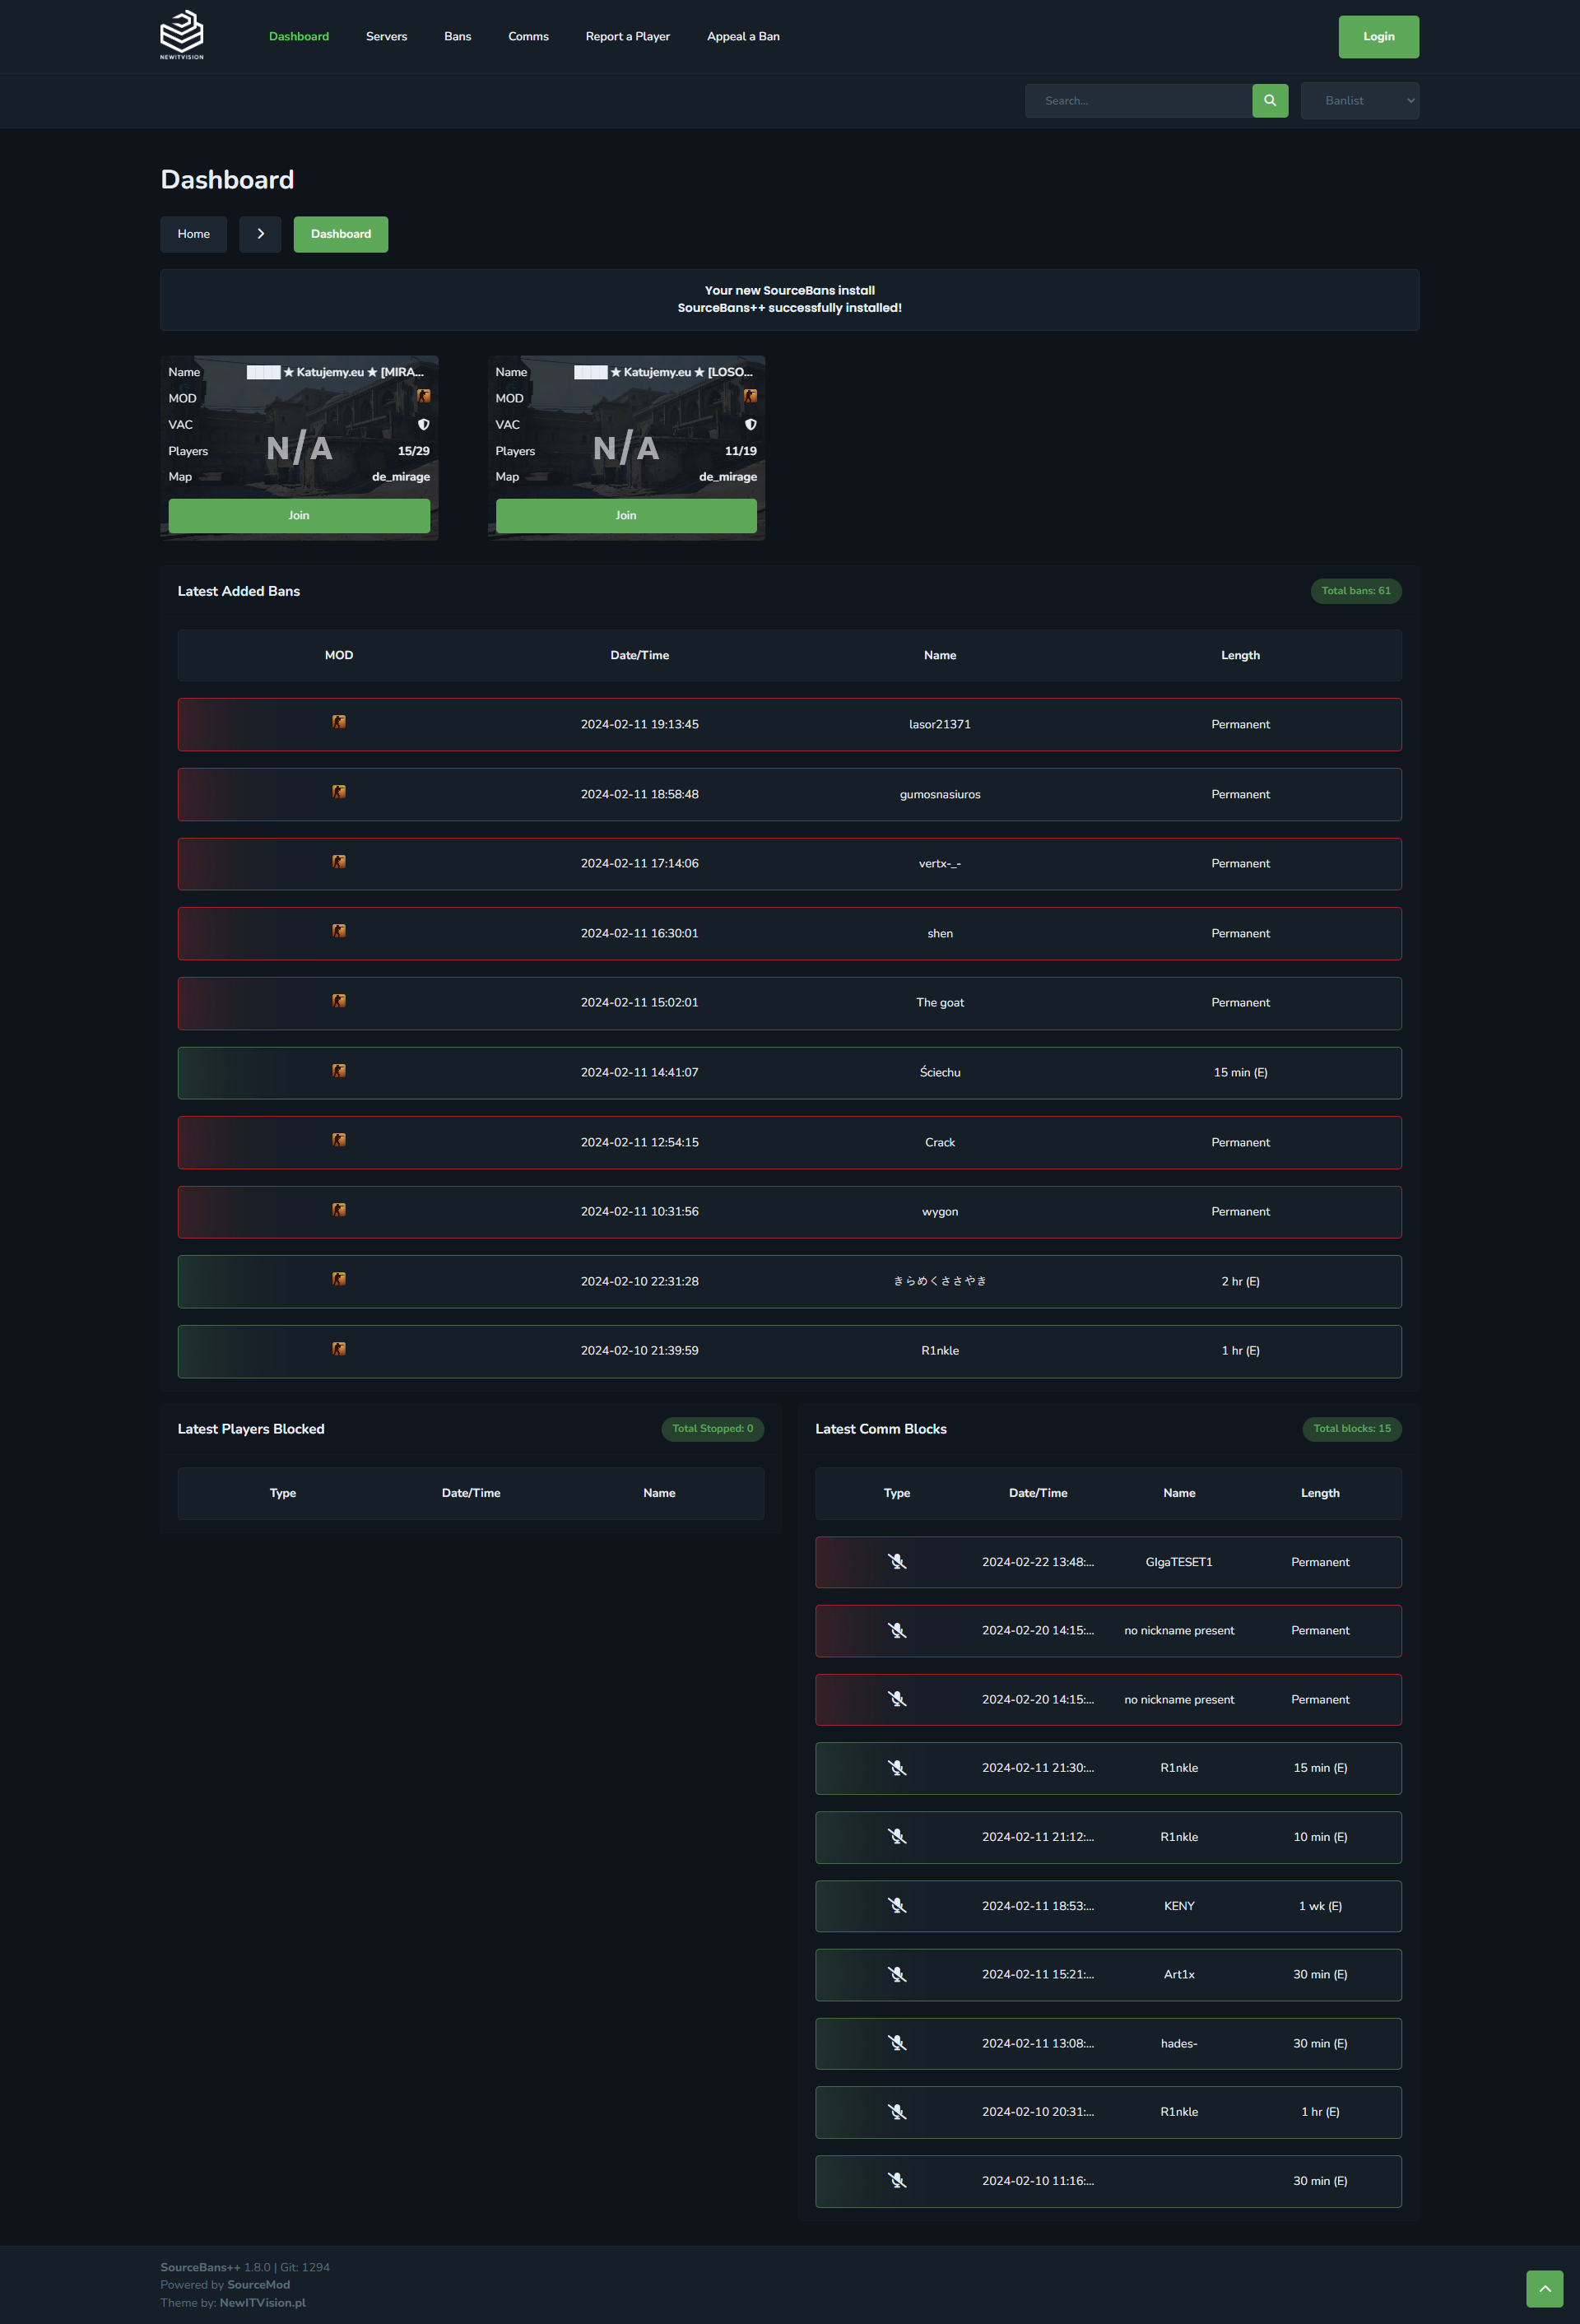 NEWITVISION
Dashboard Servers Bans Comms Report a Player Appeal a Ban Login
Search... Banlist
Dashboard
Home Dashboard
Your new SourceBans install
SourceBans++ successfully installed!
Name ████ ★ Katujemy.eu ★ [MIRA...
MOD
VAC
N/A
Players 15/29
Map de_mirage
Join
Name ████ ★ Katujemy.eu ★ [LOSO...
MOD
VAC
N/A
Players 11/19
Map de_mirage
Join
Latest Added Bans Total bans: 61
MOD Date/Time Name Length
2024-02-11 19:13:45 lasor21371 Permanent
2024-02-11 18:58:48 gumosnasiuros Permanent
2024-02-11 17:14:06 vertx-_- Permanent
2024-02-11 16:30:01 shen Permanent
2024-02-11 15:02:01 The goat Permanent
2024-02-11 14:41:07 Ściechu 15 min (E)
2024-02-11 12:54:15 Crack Permanent
2024-02-11 10:31:56 wygon Permanent
2024-02-10 22:31:28 きらめくささやき 2 hr (E)
2024-02-10 21:39:59 R1nkle 1 hr (E)
Latest Players Blocked Total Stopped: 0
Type Date/Time Name
Latest Comm Blocks Total blocks: 15
Type Date/Time Name Length
2024-02-22 13:48:... GIgaTESET1 Permanent
2024-02-20 14:15:... no nickname present Permanent
2024-02-20 14:15:... no nickname present Permanent
2024-02-11 21:30:... R1nkle 15 min (E)
2024-02-11 21:12:... R1nkle 10 min (E)
2024-02-11 18:53:... KENY 1 wk (E)
2024-02-11 15:21:... Art1x 30 min (E)
2024-02-11 13:08:... hades- 30 min (E)
2024-02-10 20:31:... R1nkle 1 hr (E)
2024-02-10 11:16:... 30 min (E)
SourceBans++ 1.8.0 | Git: 1294
Powered by SourceMod
Theme by: NewITVision.pl